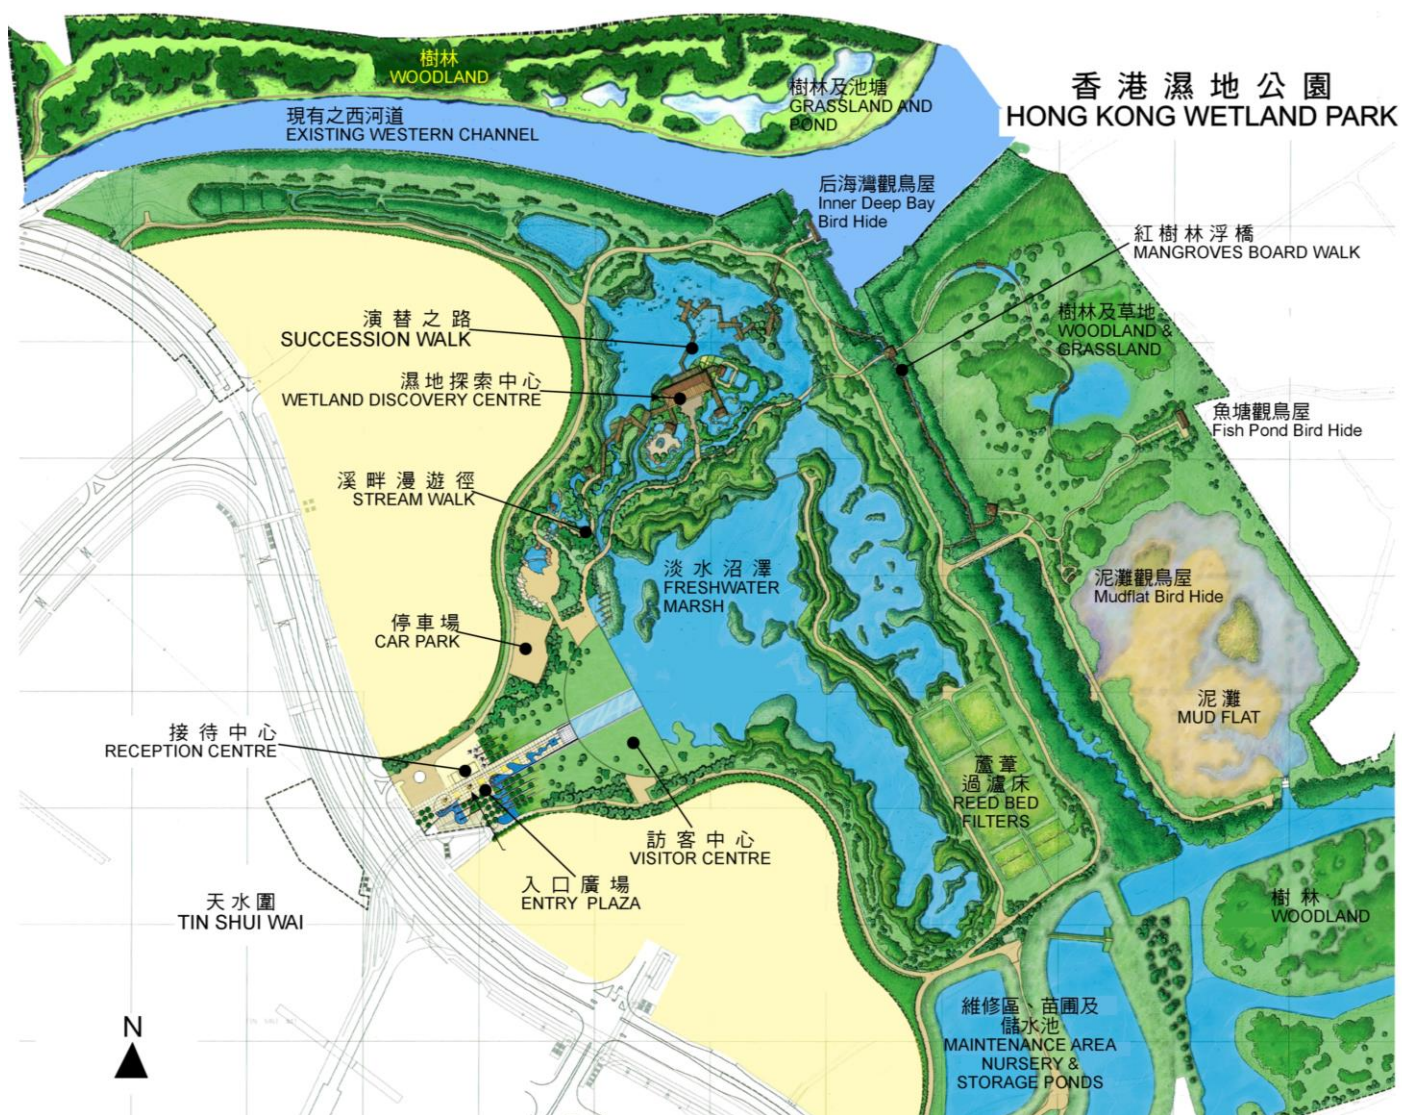 香港濕地公園
HONG KONG WETLAND PARK
樹林
WOODLAND
樹林及池塘
GRASSLAND AND
POND
現有之西河道
EXISTING WESTERN CHANNEL
后海灣觀鳥屋
Inner Deep Bay
Bird Hide
紅樹林浮橋
MANGROVES BOARD WALK
演替之路
SUCCESSION WALK
樹林及草地
WOODLAND &
GRASSLAND
濕地探索中心
WETLAND DISCOVERY CENTRE
魚塘觀鳥屋
Fish Pond Bird Hide
溪畔漫遊徑
STREAM WALK
淡水沼澤
FRESHWATER
MARSH
泥灘觀鳥屋
Mudflat Bird Hide
停車場
CAR PARK
泥灘
MUD FLAT
接待中心
RECEPTION CENTRE
蘆葦
過濾床
REED BED
FILTERS
訪客中心
VISITOR CENTRE
入口廣場
ENTRY PLAZA
天水圍
TIN SHUI WAI
樹林
WOODLAND
維修區、苗圃及
儲水池
MAINTENANCE AREA
NURSERY &
STORAGE PONDS
N